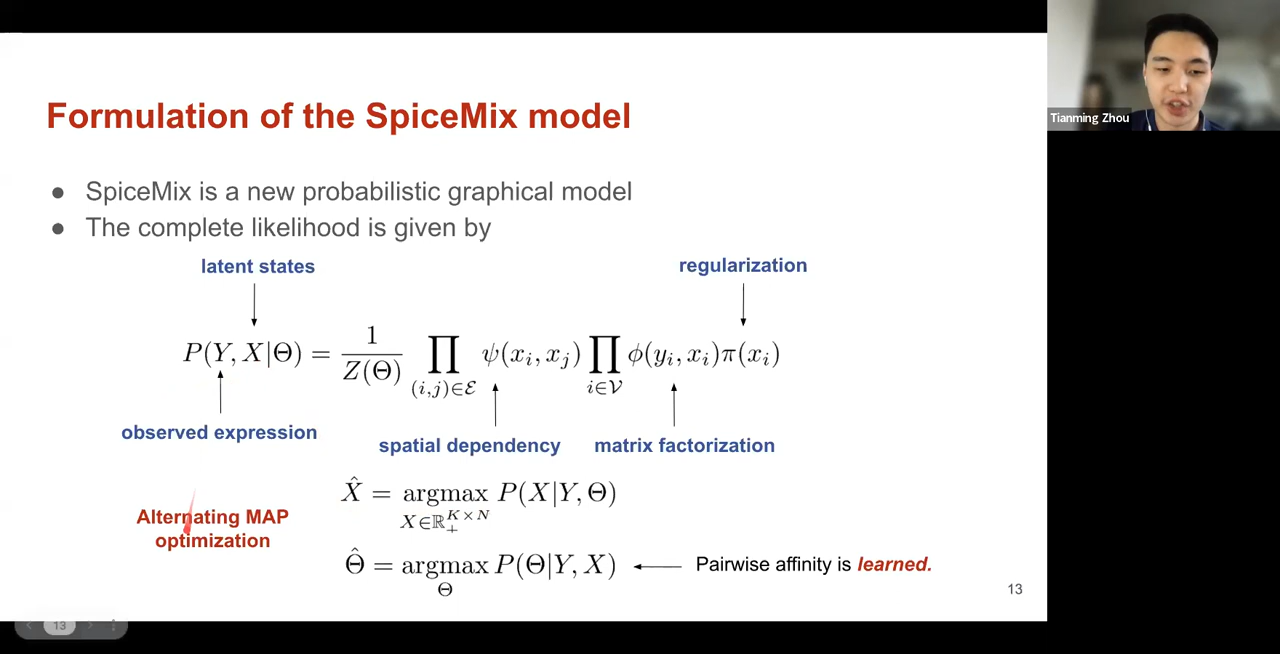 Formulation of the SpiceMix model
Tianming Zhou
● SpiceMix is a new probabilistic graphical model
● The complete likelihood is given by
latent states
regularization
P(Y, X|Θ) = 1/Z(Θ) ∏_{(i,j)∈ℰ} ψ(x_i, x_j) ∏_{i∈𝒱} ϕ(y_i, x_i)π(x_i)
observed expression
spatial dependency
matrix factorization
X̂ = argmax_{X∈ℝ_+^{K×N}} P(X|Y, Θ)
Alternating MAP
optimization
Θ̂ = argmax_Θ P(Θ|Y, X)
Pairwise affinity is learned.
13
13